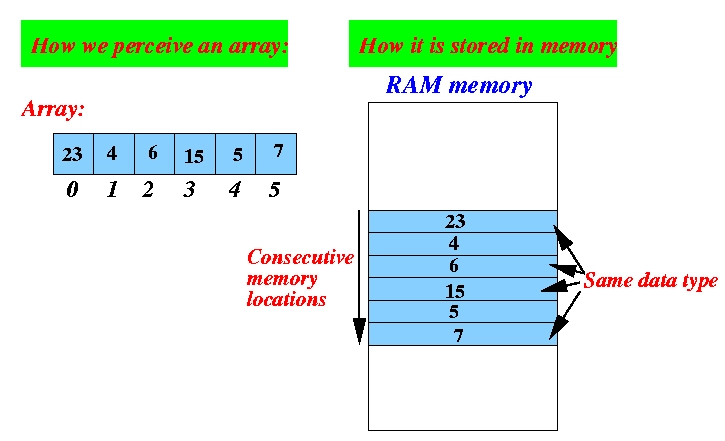 How we perceive an array:
How it is stored in memory
RAM memory
Array:
23 4 6 15 5 7
0 1 2 3 4 5
23
4
6
15
5
7
Consecutive
memory
locations
Same data type